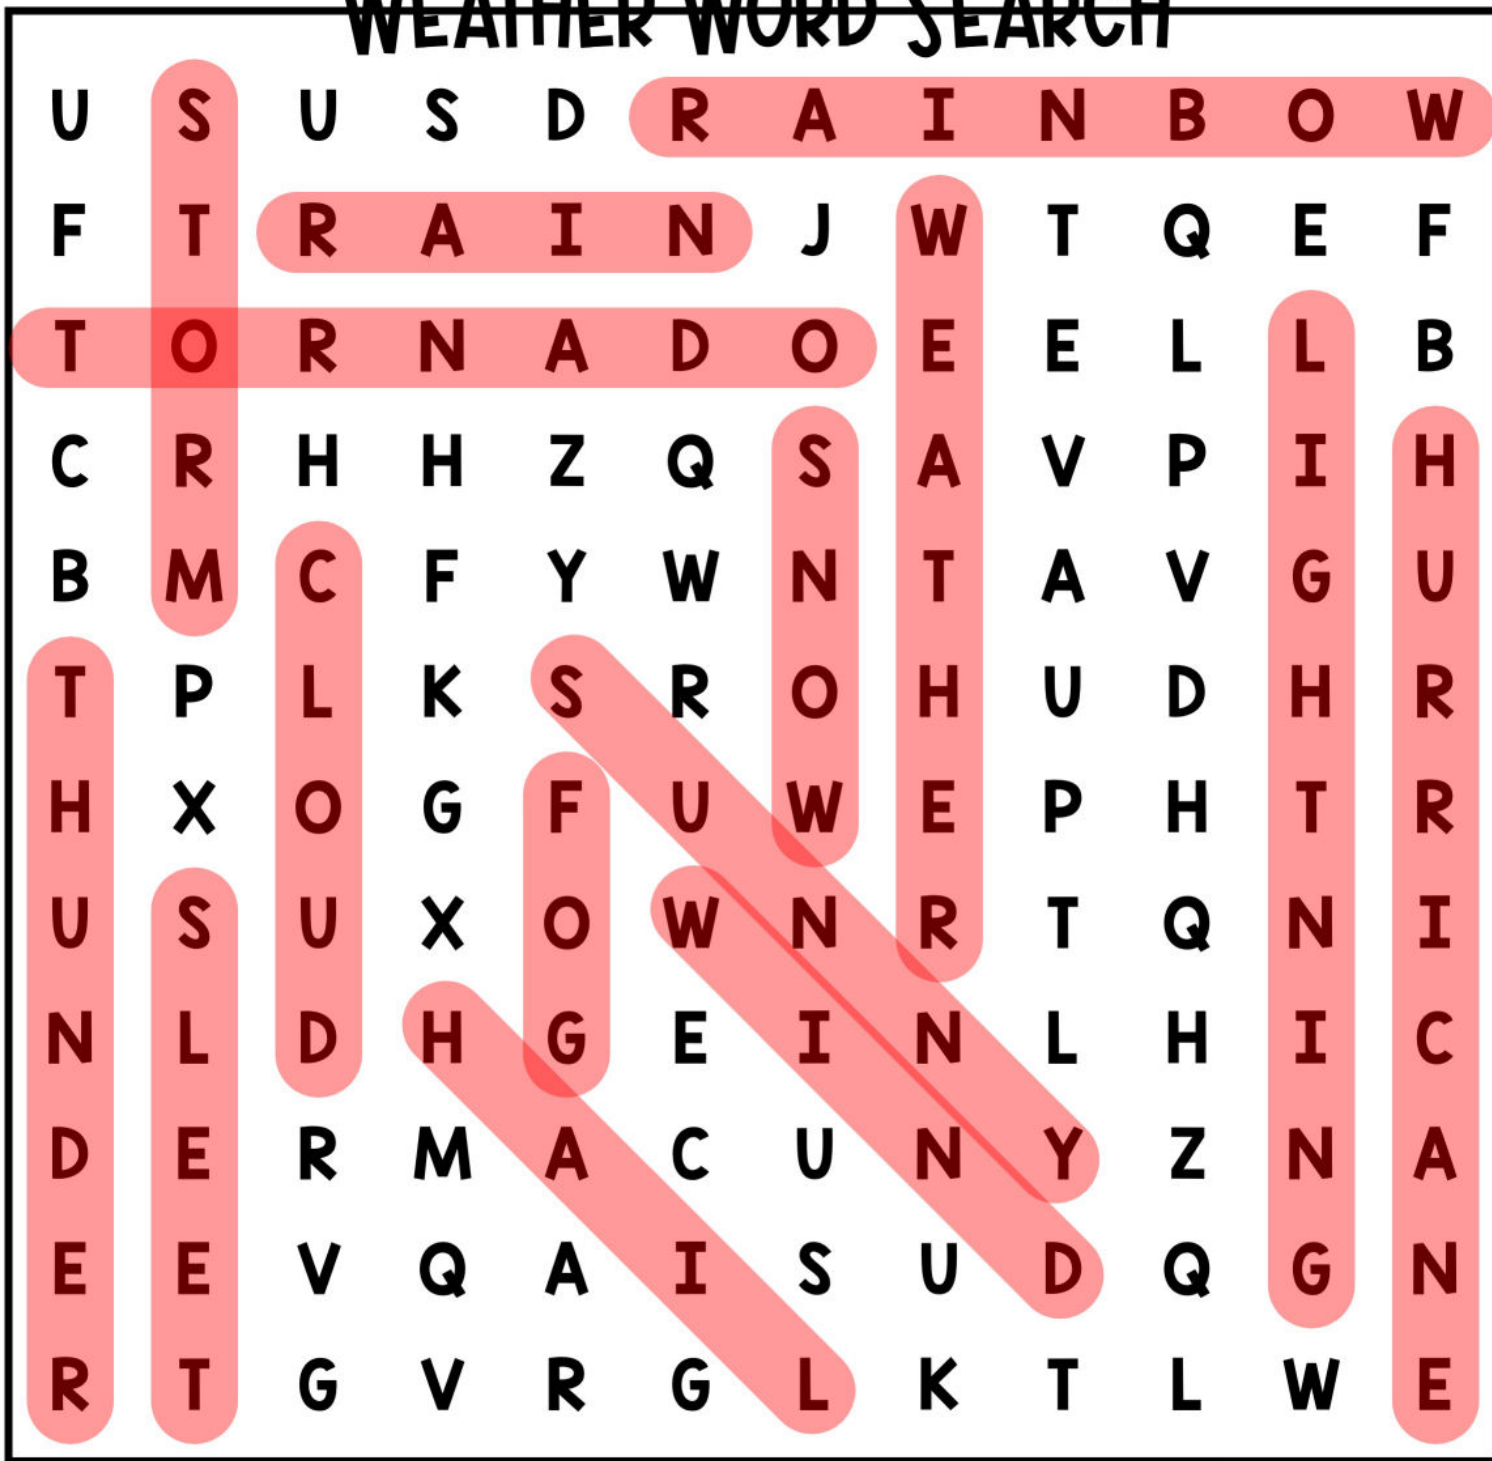 WEATHER WORD SEARCH
U S U S D R A I N B O W
F T R A I N J W T Q E F
T O R N A D O E E L L B
C R H H Z Q S A V P I H
B M C F Y W N T A V G U
T P L K S R O H U D H R
H X O G F U W E P H T R
U S U X O W N R T Q N I
N L D H G E I N L H I C
D E R M A C U N Y Z N A
E E V Q A I S U D Q G N
R T G V R G L K T L W E